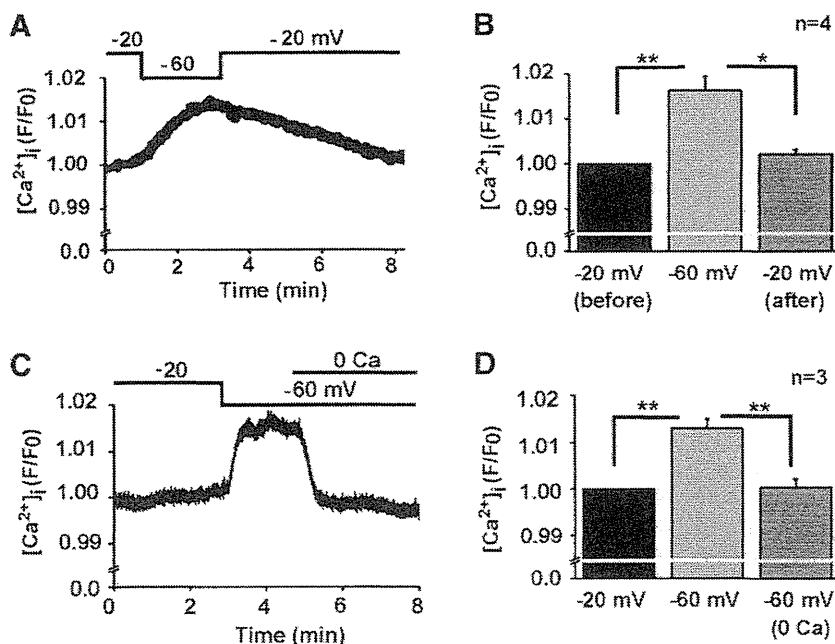 A
-20
-60
-20 mV
1.02
1.01
1.00
0.99
0.0
[Ca²⁺]i (F/F0)
0 2 4 6 8
Time (min)
B
n=4
** *
1.02
1.01
1.00
0.99
0.0
[Ca²⁺]i (F/F0)
-20 mV -60 mV -20 mV
(before) (after)
C
0 Ca
-20
-60 mV
1.02
1.01
1.00
0.99
0.0
[Ca²⁺]i (F/F0)
0 2 4 6 8
Time (min)
D
n=3
** **
1.02
1.01
1.00
0.99
0.0
[Ca²⁺]i (F/F0)
-20 mV -60 mV -60 mV
(0 Ca)